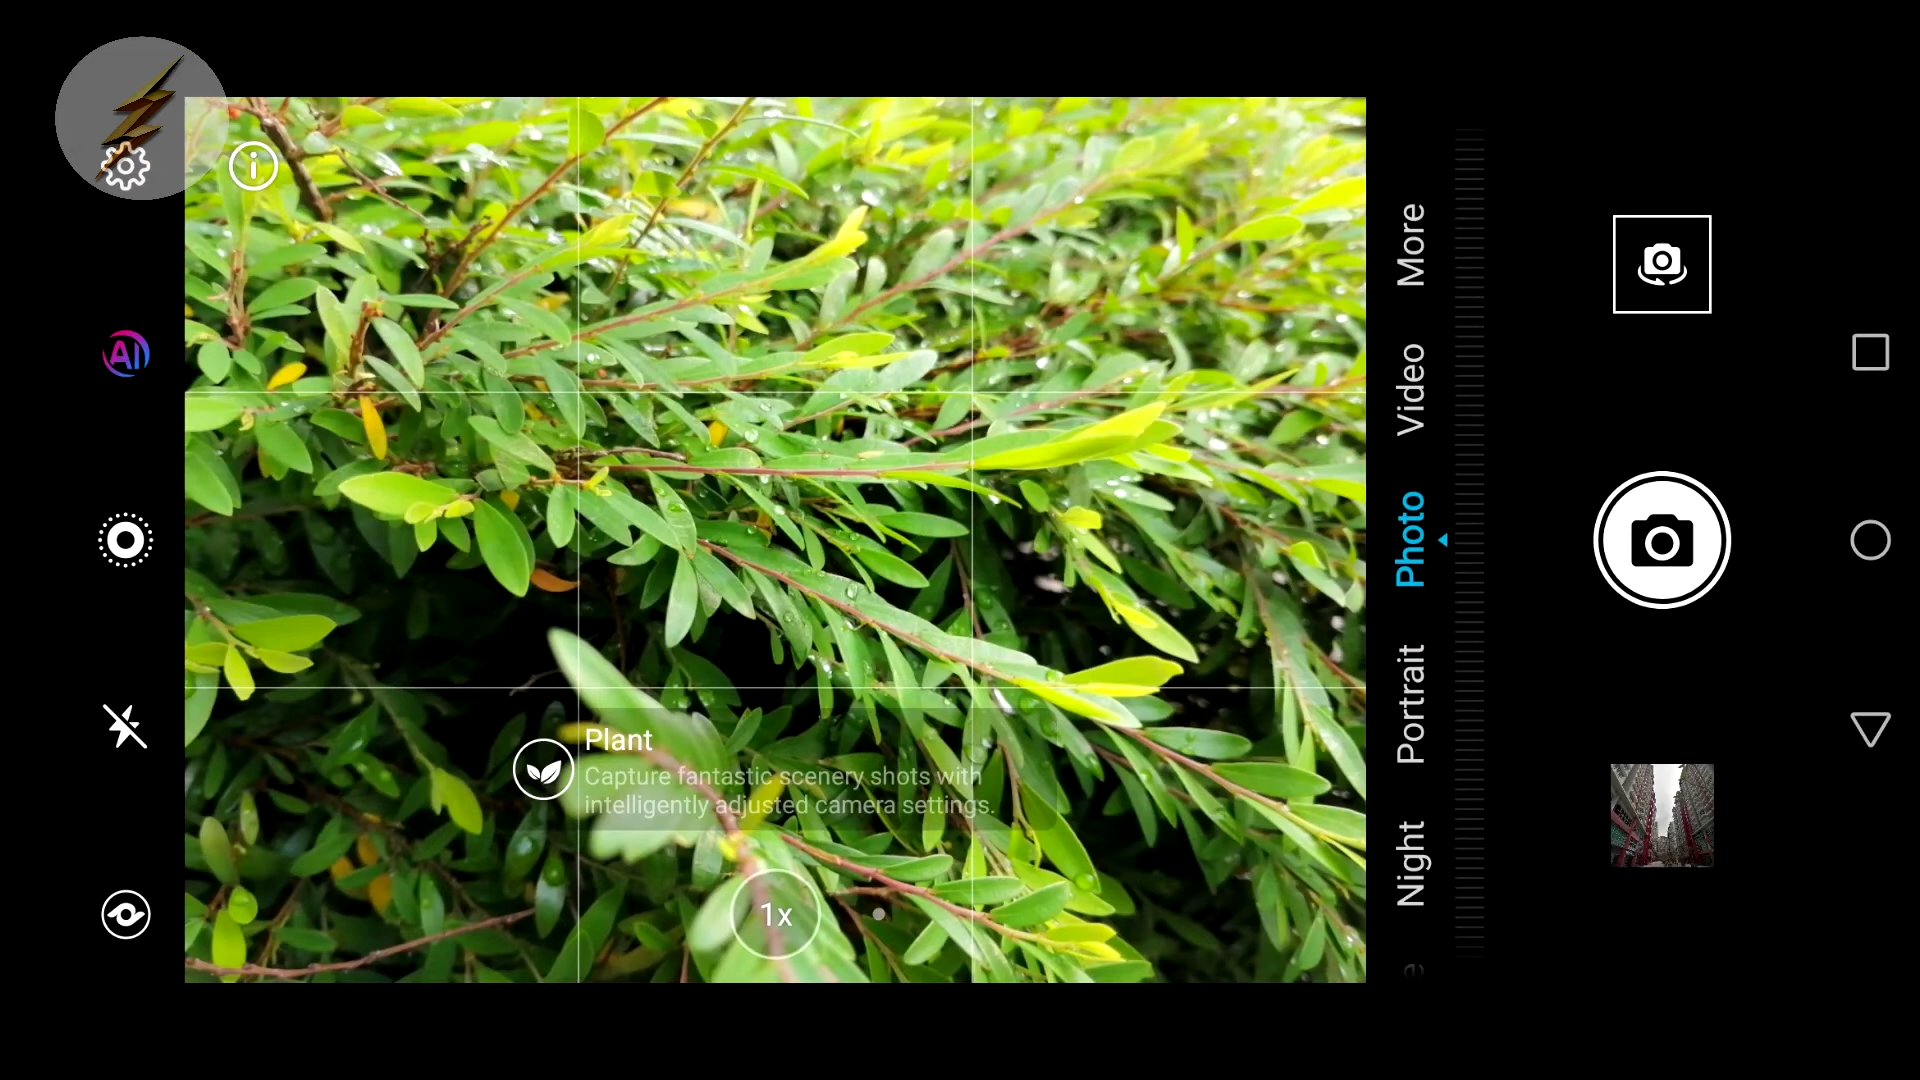 AI
Plant
Capture fantastic scenery shots with
intelligently adjusted camera settings.
1x
More
Video
Photo
Portrait
Night
e